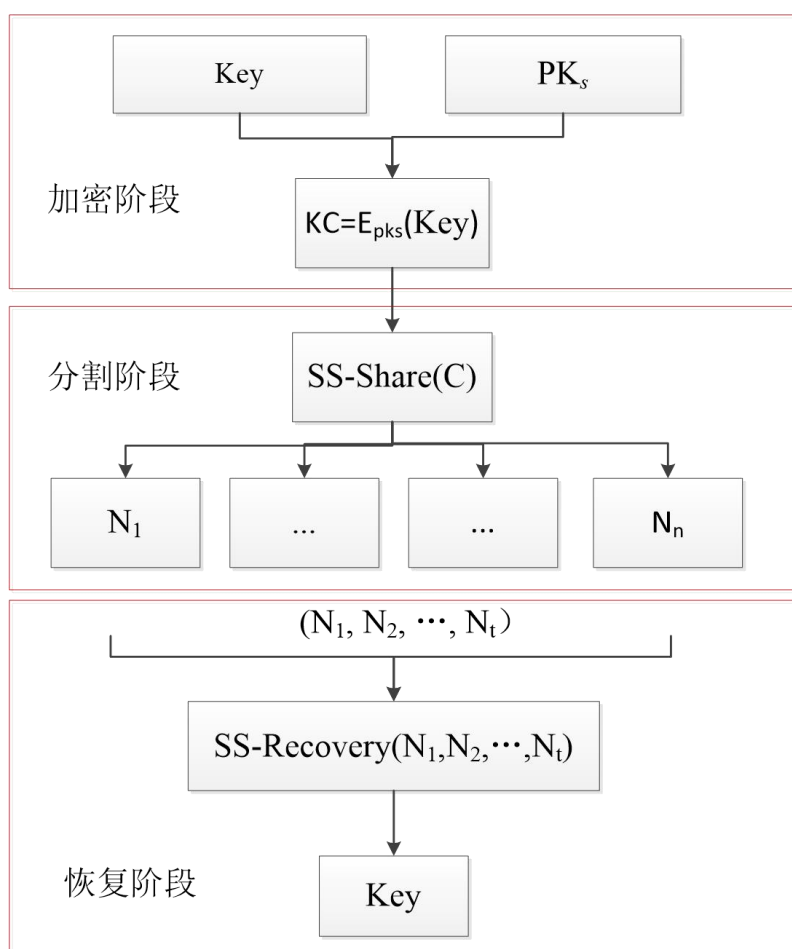 Key
PKₛ
加密阶段
KC=Eₚₖₛ(Key)
分割阶段
SS-Share(C)
N₁
...
...
Nₙ
(N₁, N₂, ⋯, Nₜ）
SS-Recovery(N₁,N₂,⋯,Nₜ)
恢复阶段
Key